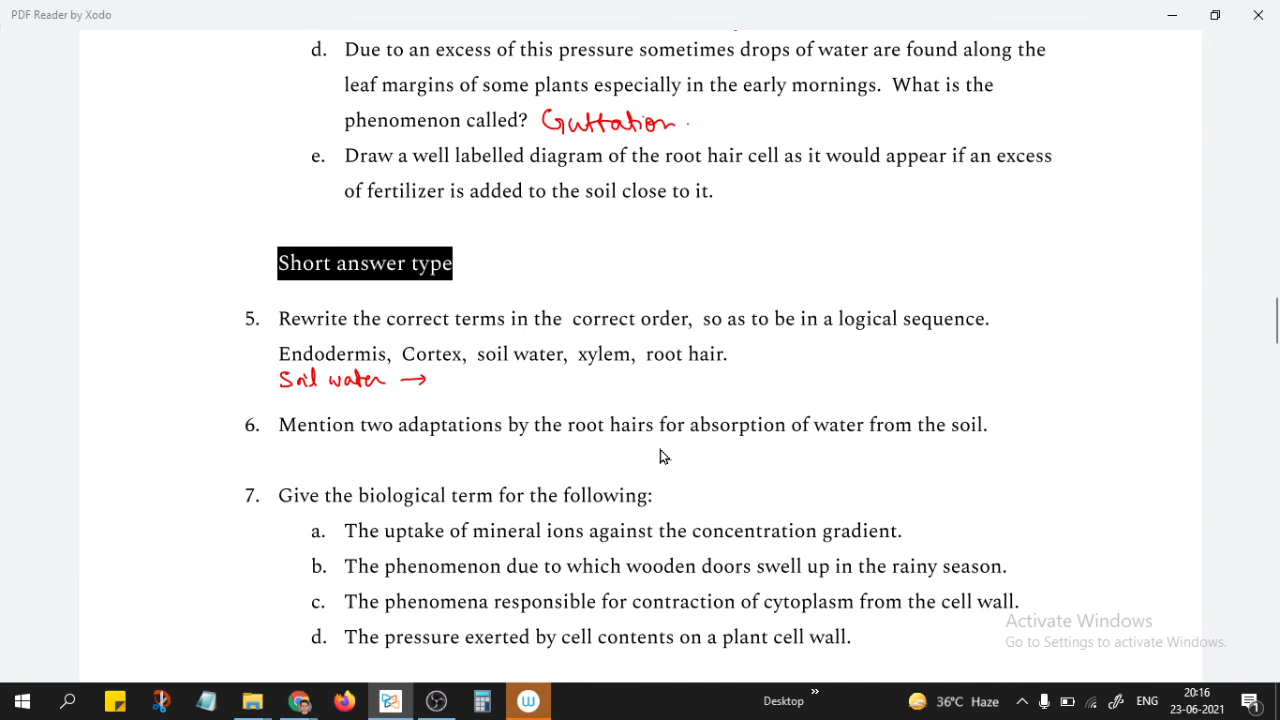 PDF Reader by Xodo
d. Due to an excess of this pressure sometimes drops of water are found along the
leaf margins of some plants especially in the early mornings. What is the
phenomenon called? Guttation.
e. Draw a well labelled diagram of the root hair cell as it would appear if an excess
of fertilizer is added to the soil close to it.
Short answer type
5. Rewrite the correct terms in the correct order, so as to be in a logical sequence.
Endodermis, Cortex, soil water, xylem, root hair.
Soil water →
6. Mention two adaptations by the root hairs for absorption of water from the soil.
7. Give the biological term for the following:
a. The uptake of mineral ions against the concentration gradient.
b. The phenomenon due to which wooden doors swell up in the rainy season.
c. The phenomena responsible for contraction of cytoplasm from the cell wall.
d. The pressure exerted by cell contents on a plant cell wall.
Activate Windows
Go to Settings to activate Windows.
Desktop
36°C Haze
ENG
20:16
23-06-2021